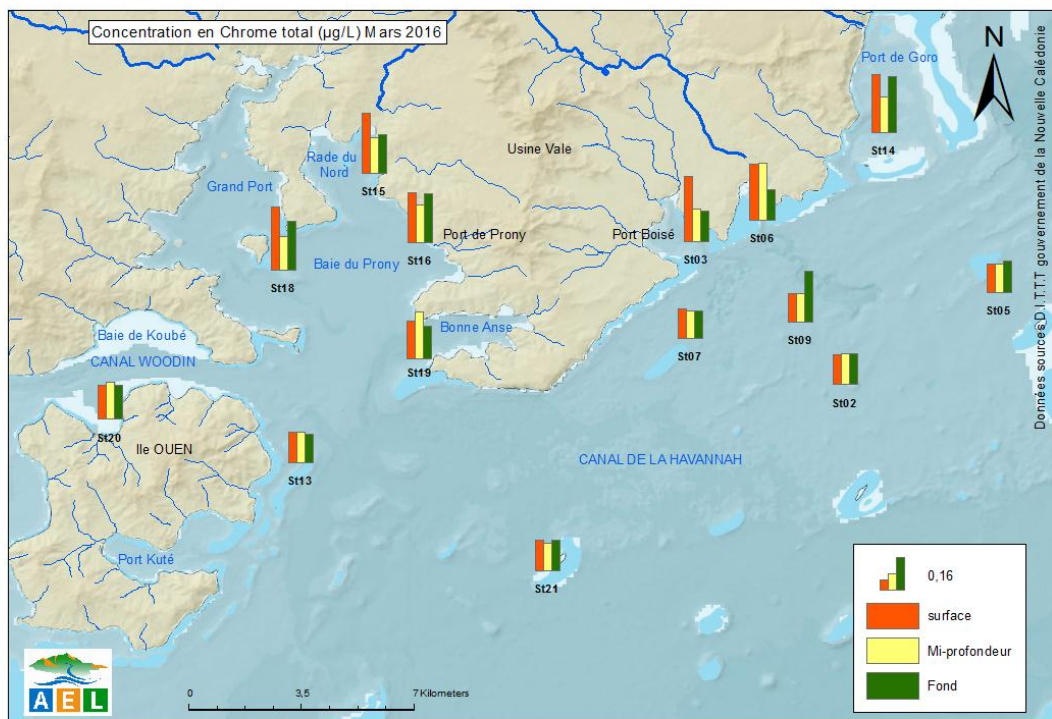 Concentration en Chrome total (µg/L) Mars 2016
N
Port de Goro
St14
Rade du
Nord
St15
Usine Vale
Grand Port
St18
St16
Port de Prony
Baie du Prony
Port Boisé
St03
St06
St05
St09
St07
St02
Bonne Anse
St19
Baie de Koubé
CANAL WOODIN
St20
Ile OUEN
St13
CANAL DE LA HAVANNAH
Port Kuté
St21
0,16
surface
Mi-profondeur
Fond
AEL
0 3,5 7 Kilometers
Données sources D.I.T.T.T gouvernement de la Nouvelle Calédonie